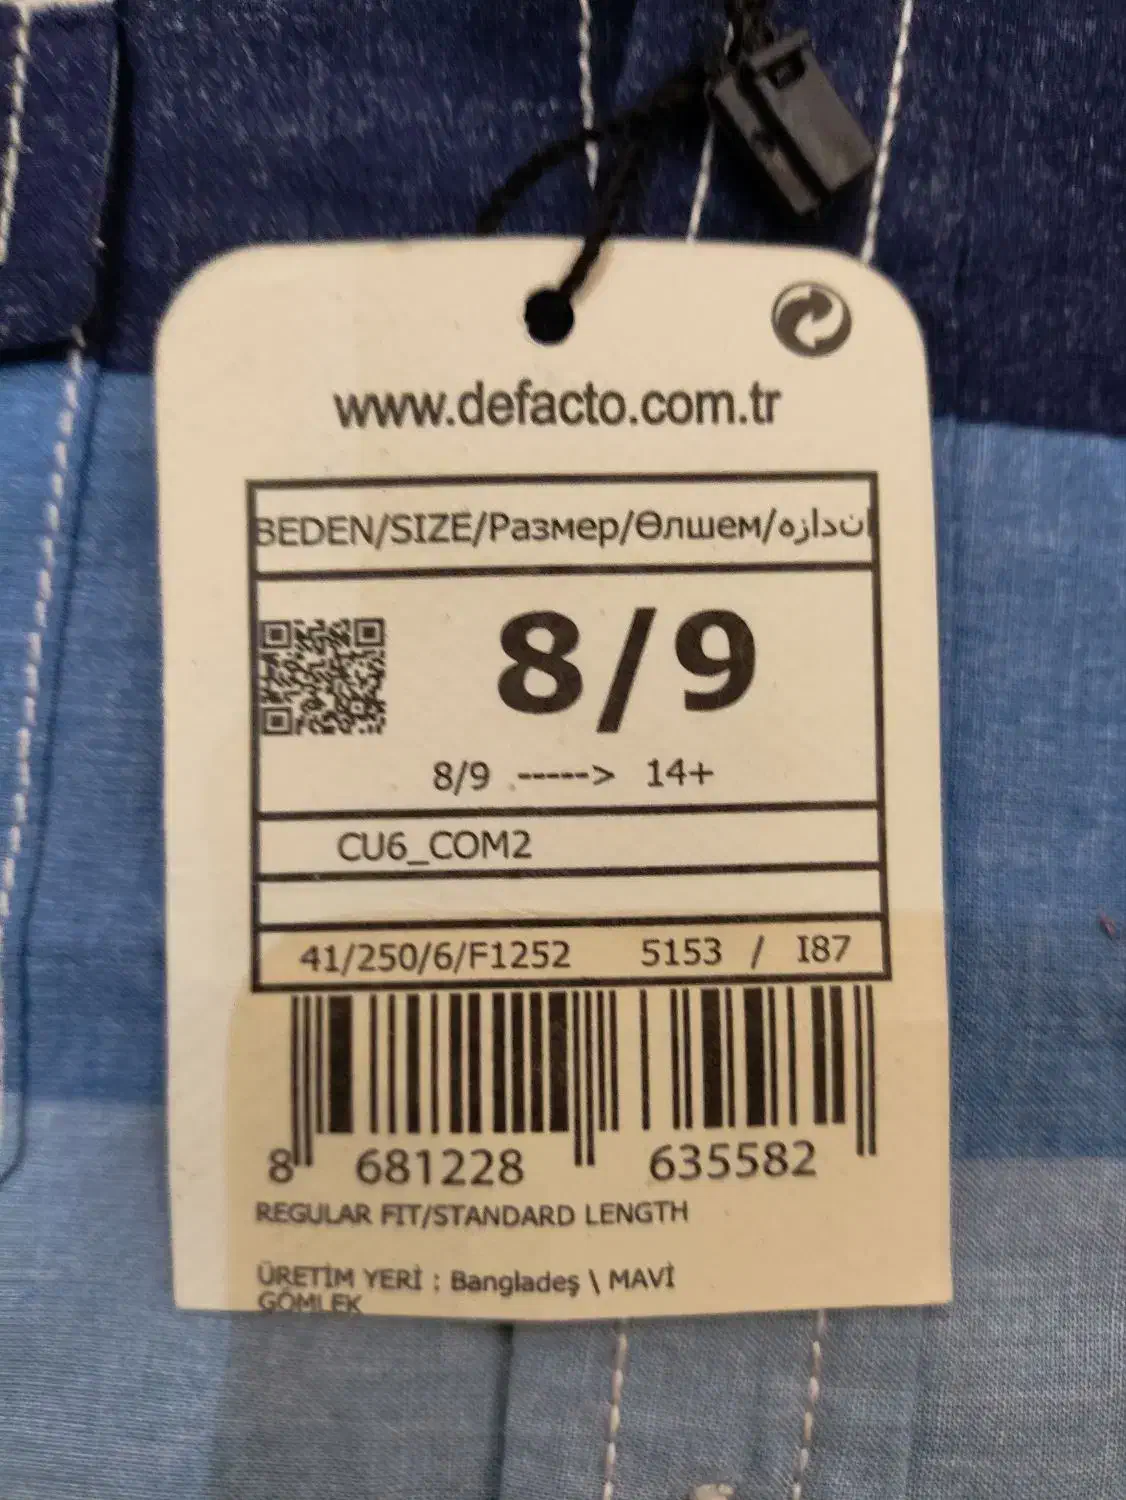 www.defacto.com.tr
BEDEN/SIZE/Размер/Өлшем/اندازه
8/9
8/9 -----> 14+
CU6_COM2
41/250/6/F1252 5153 / I87
8 681228 635582
REGULAR FIT/STANDARD LENGTH
ÜRETİM YERİ : Bangladeş \ MAVİ
GÖMLEK